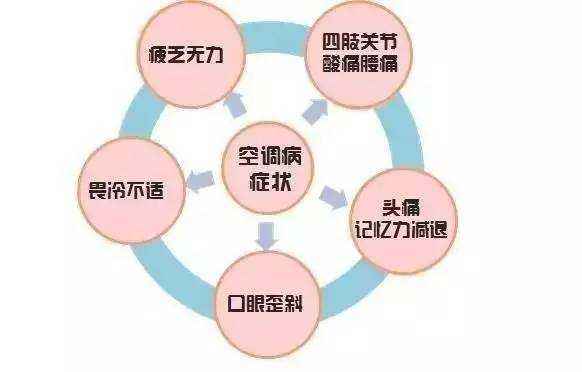 疲乏无力
四肢关节
酸痛腰痛
空调病
症状
畏冷不适
头痛
记忆力减退
口眼歪斜